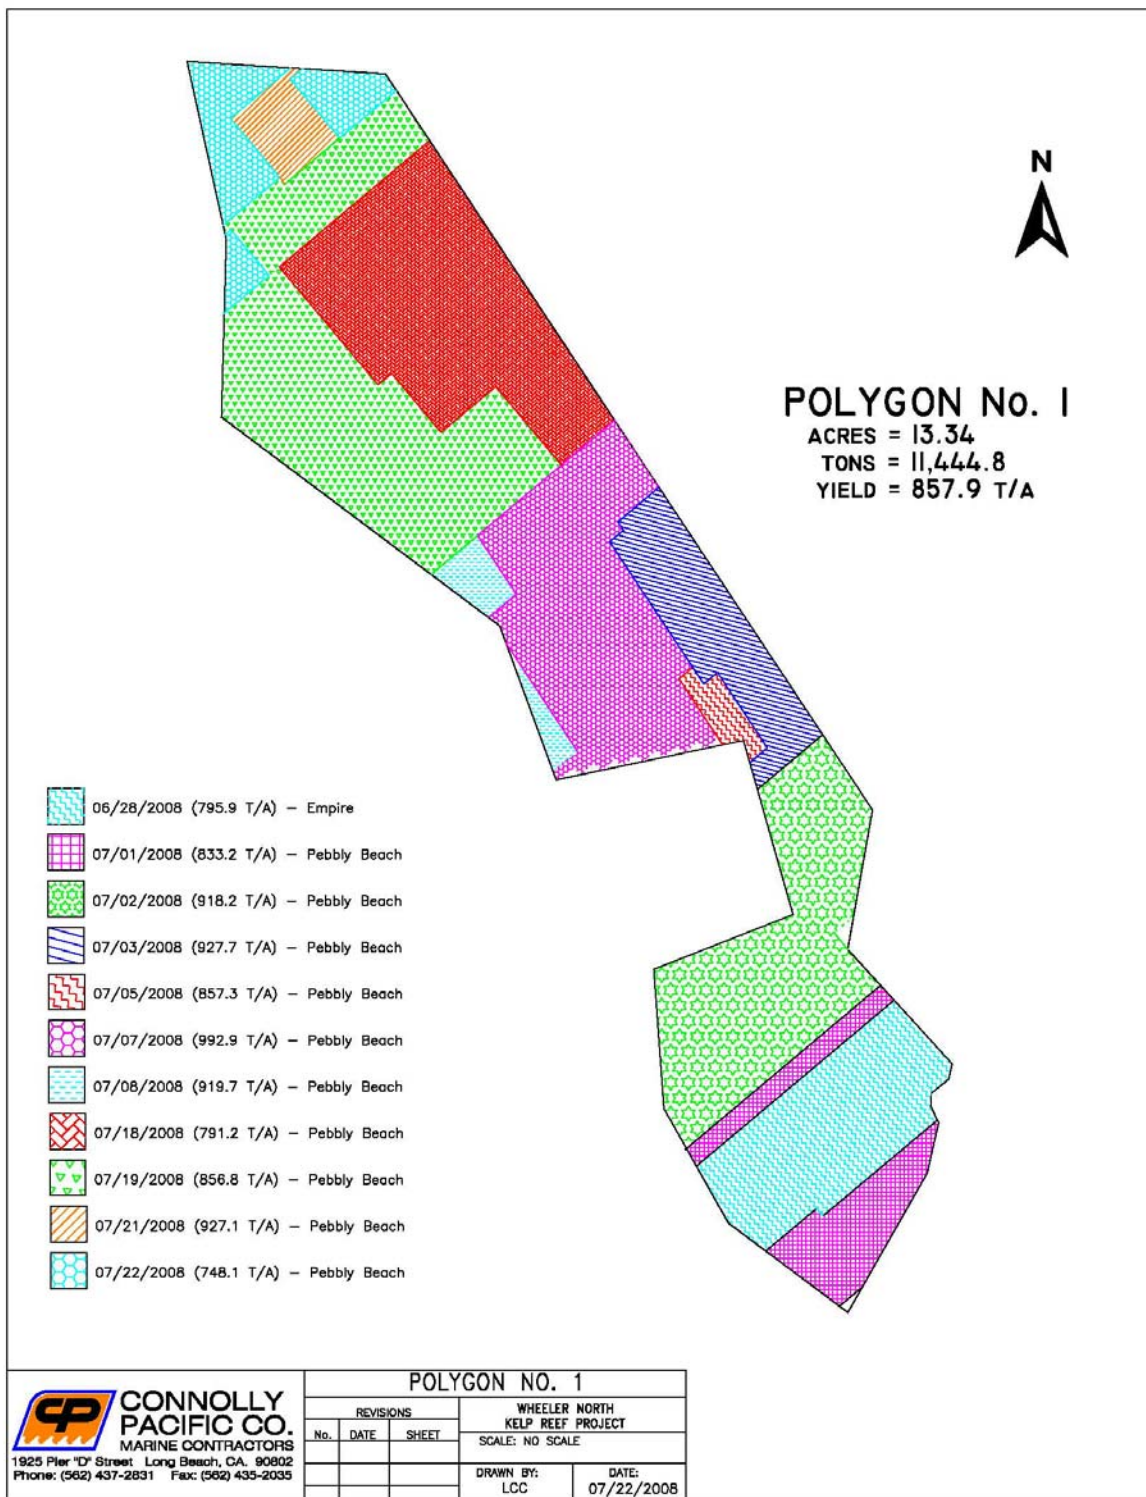 N
POLYGON No. 1
ACRES = 13.34
TONS = 11,444.8
YIELD = 857.9 T/A
06/28/2008 (795.9 T/A) – Empire
07/01/2008 (833.2 T/A) – Pebbly Beach
07/02/2008 (918.2 T/A) – Pebbly Beach
07/03/2008 (927.7 T/A) – Pebbly Beach
07/05/2008 (857.3 T/A) – Pebbly Beach
07/07/2008 (992.9 T/A) – Pebbly Beach
07/08/2008 (919.7 T/A) – Pebbly Beach
07/18/2008 (791.2 T/A) – Pebbly Beach
07/19/2008 (856.8 T/A) – Pebbly Beach
07/21/2008 (927.1 T/A) – Pebbly Beach
07/22/2008 (748.1 T/A) – Pebbly Beach
CP
CONNOLLY
PACIFIC CO.
MARINE CONTRACTORS
1925 Pier "D" Street Long Beach, CA. 90802
Phone: (562) 437-2831 Fax: (562) 435-2035
POLYGON NO. 1
REVISIONS
No. DATE SHEET
WHEELER NORTH
KELP REEF PROJECT
SCALE: NO SCALE
DRAWN BY:
LCC
DATE:
07/22/2008